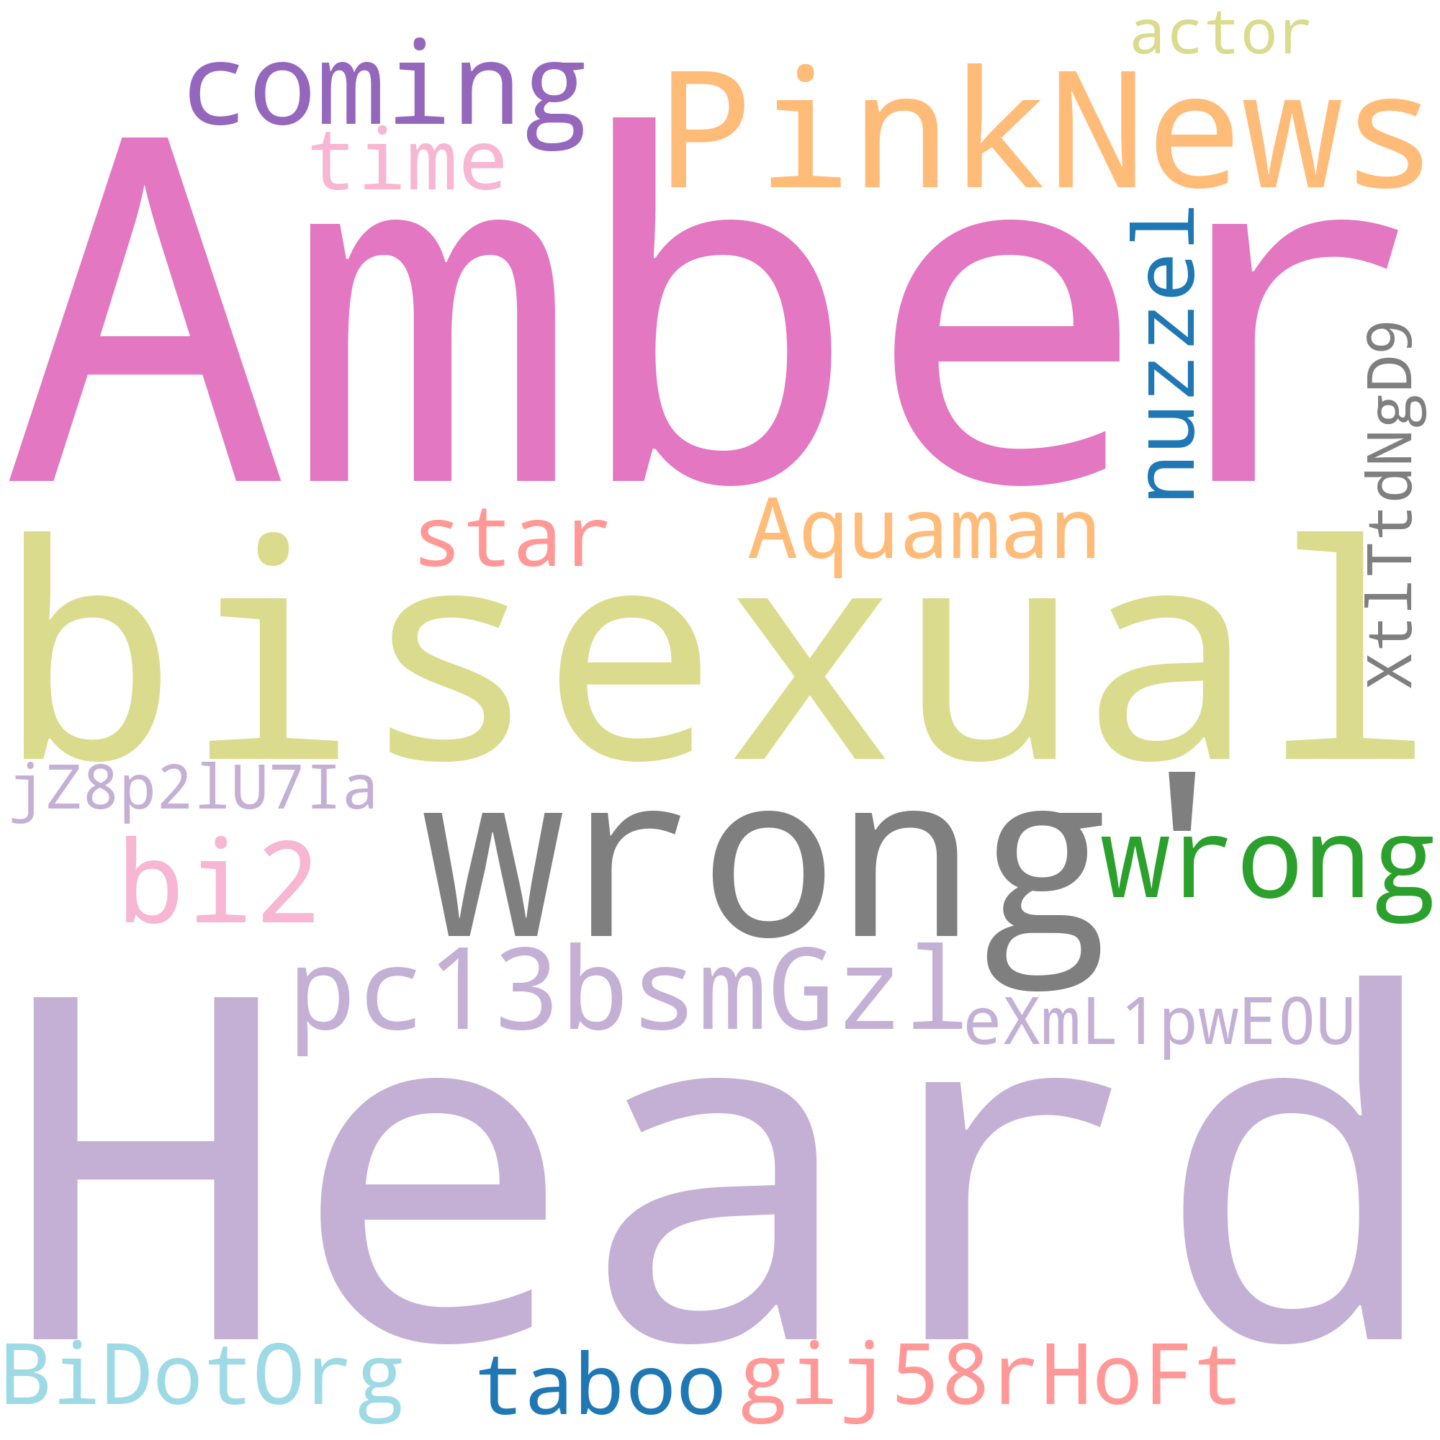 actor
coming
PinkNews
time
Amber
nuzzel
XtlTtdNgD9
star
Aquaman
bisexual
jZ8p2lU7Ia
wrong'
wrong
bi2
pc13bsmGzl
eXmL1pwE0U
Heard
BiDotOrg
taboo
gij58rHoFt